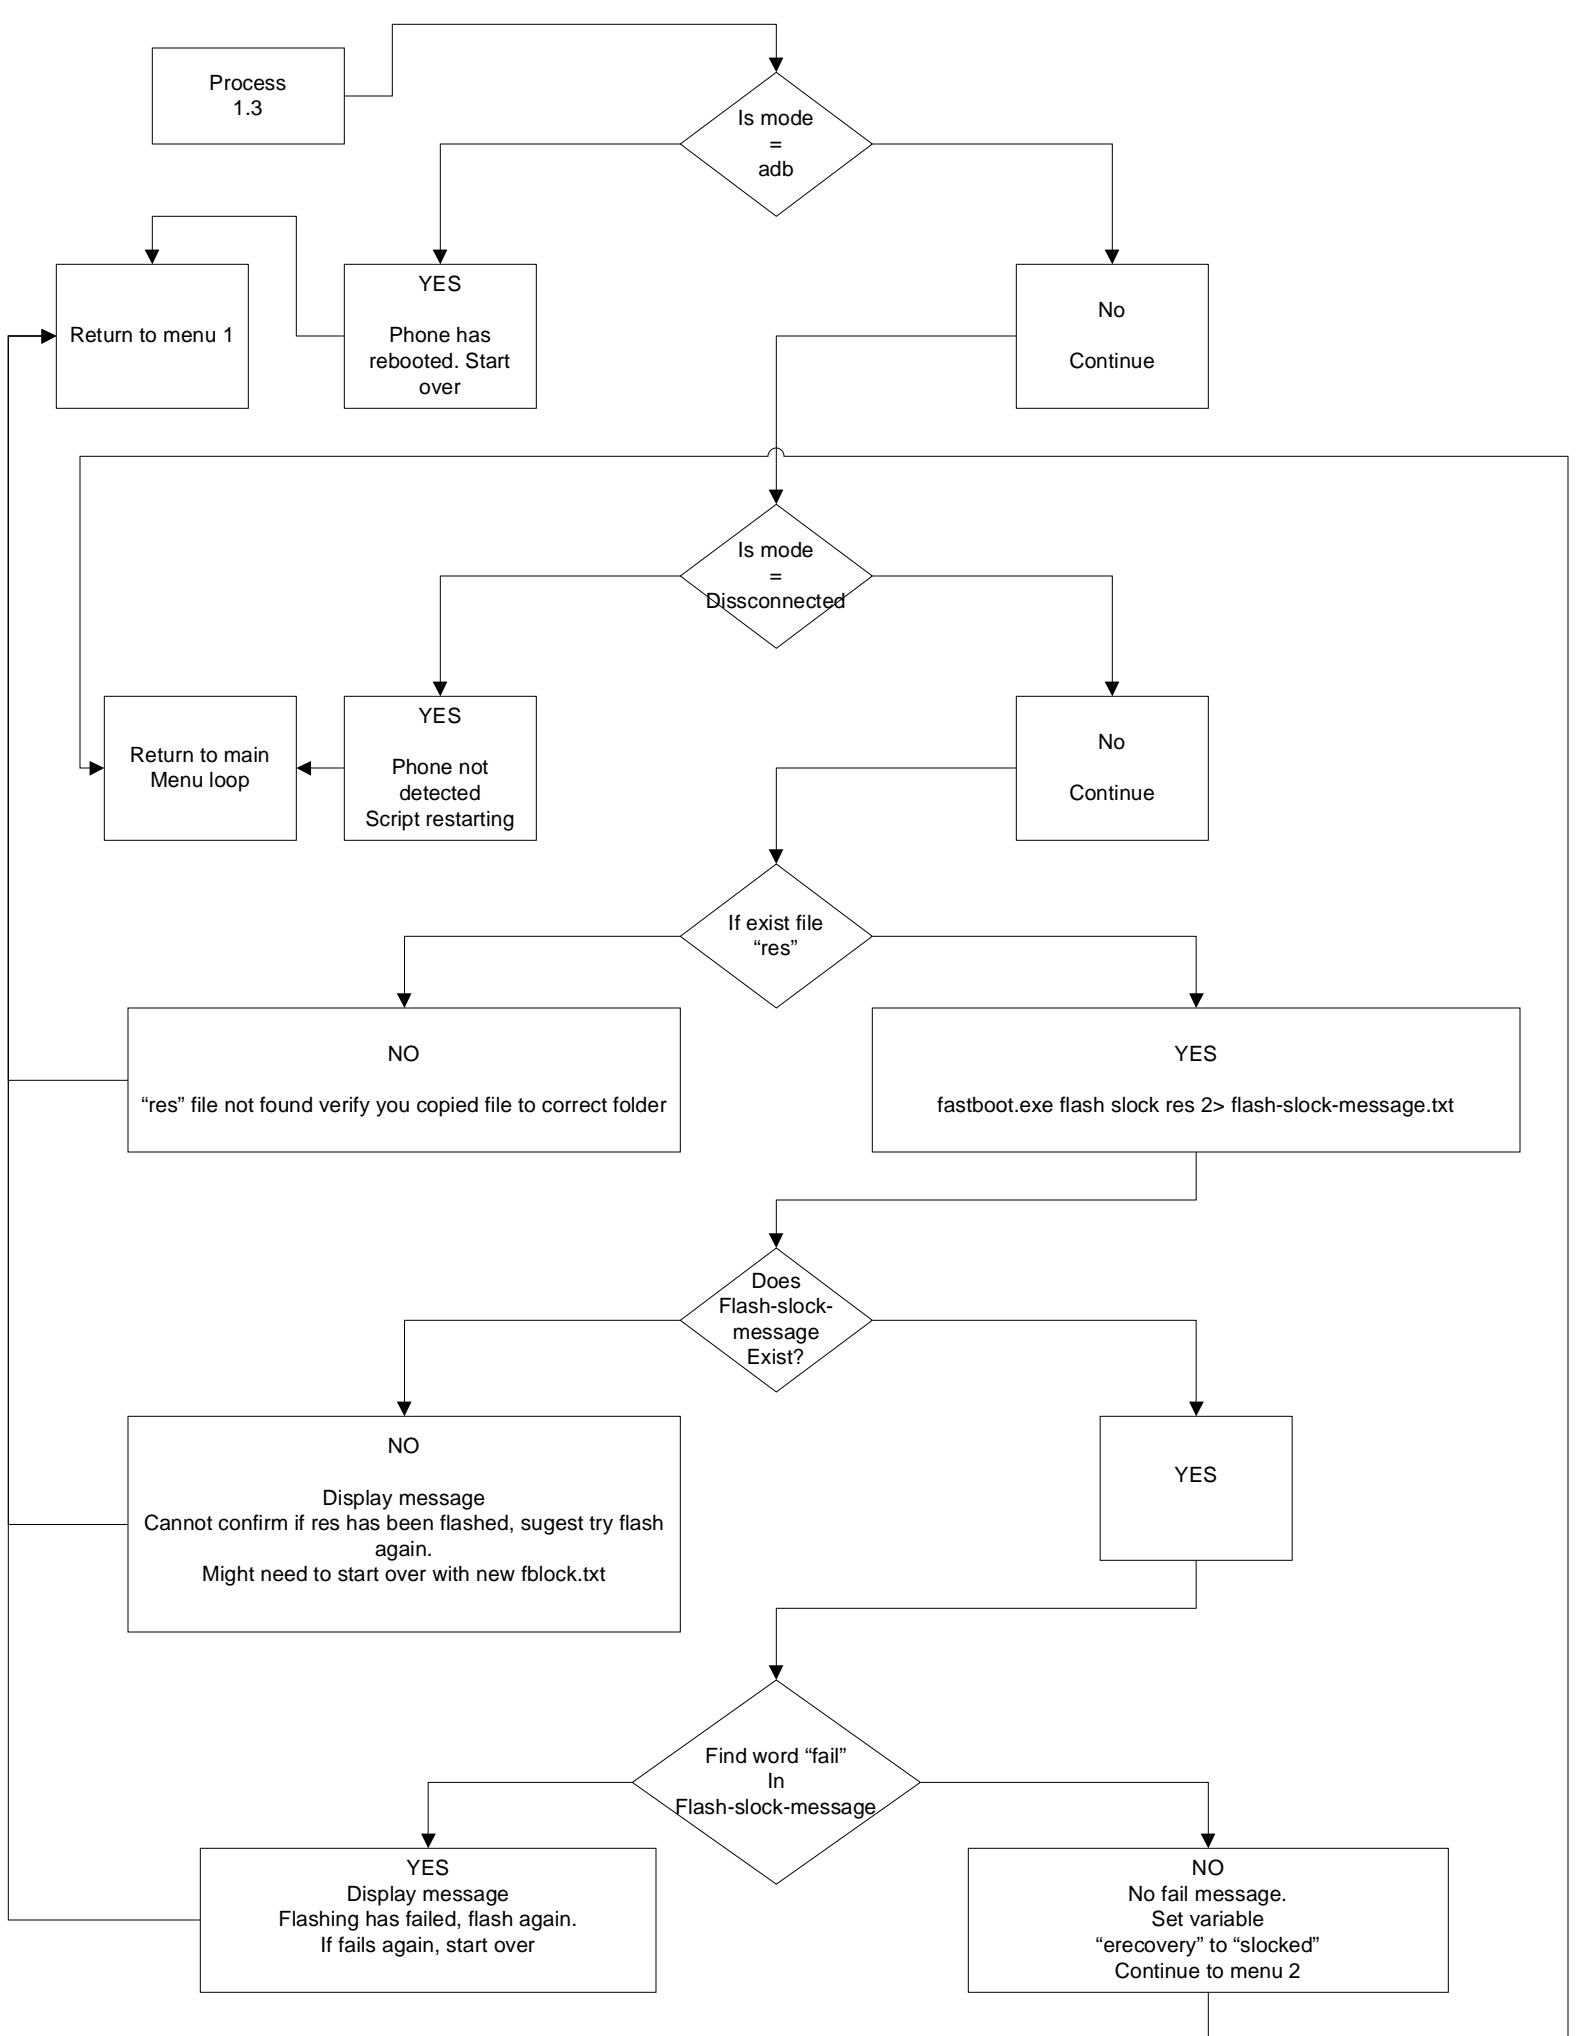 Process
1.3
Is mode
=
adb
Return to menu 1
YES
Phone has
rebooted. Start
over
No
Continue
Is mode
=
Dissconnected
Return to main
Menu loop
YES
Phone not
detected
Script restarting
No
Continue
If exist file
“res”
NO
“res” file not found verify you copied file to correct folder
YES
fastboot.exe flash slock res 2> flash-slock-message.txt
Does
Flash-slock-
message
Exist?
NO
Display message
Cannot confirm if res has been flashed, sugest try flash
again.
Might need to start over with new fblock.txt
YES
Find word “fail”
In
Flash-slock-message
YES
Display message
Flashing has failed, flash again.
If fails again, start over
NO
No fail message.
Set variable
“erecovery” to “slocked”
Continue to menu 2